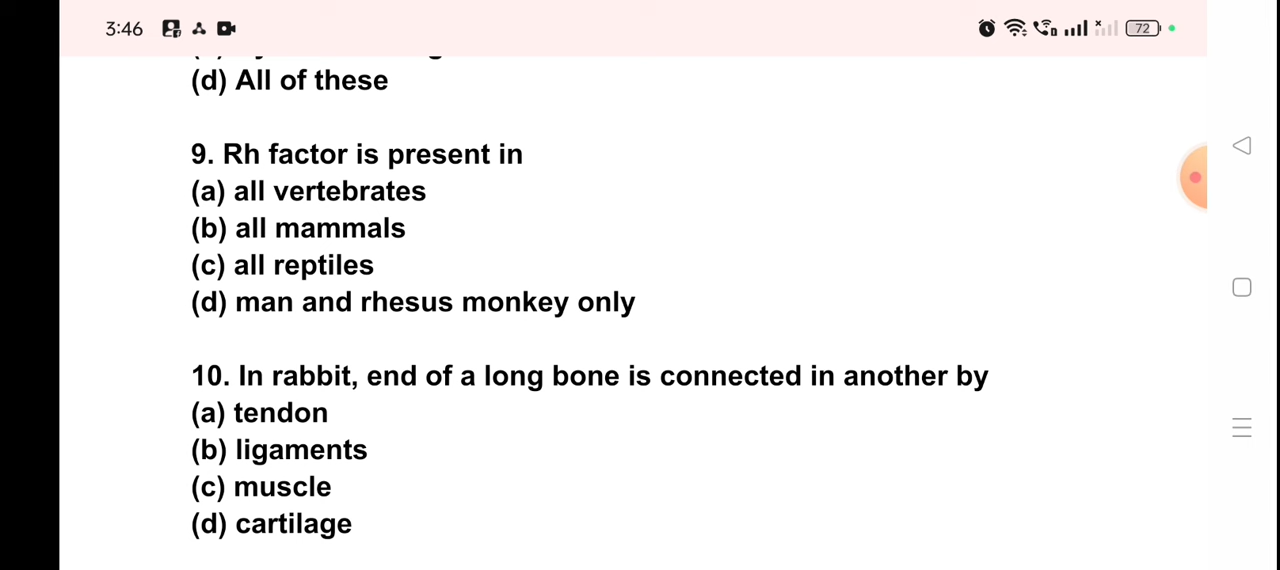 3:46
72
(d) All of these
9. Rh factor is present in
(a) all vertebrates
(b) all mammals
(c) all reptiles
(d) man and rhesus monkey only
10. In rabbit, end of a long bone is connected in another by
(a) tendon
(b) ligaments
(c) muscle
(d) cartilage